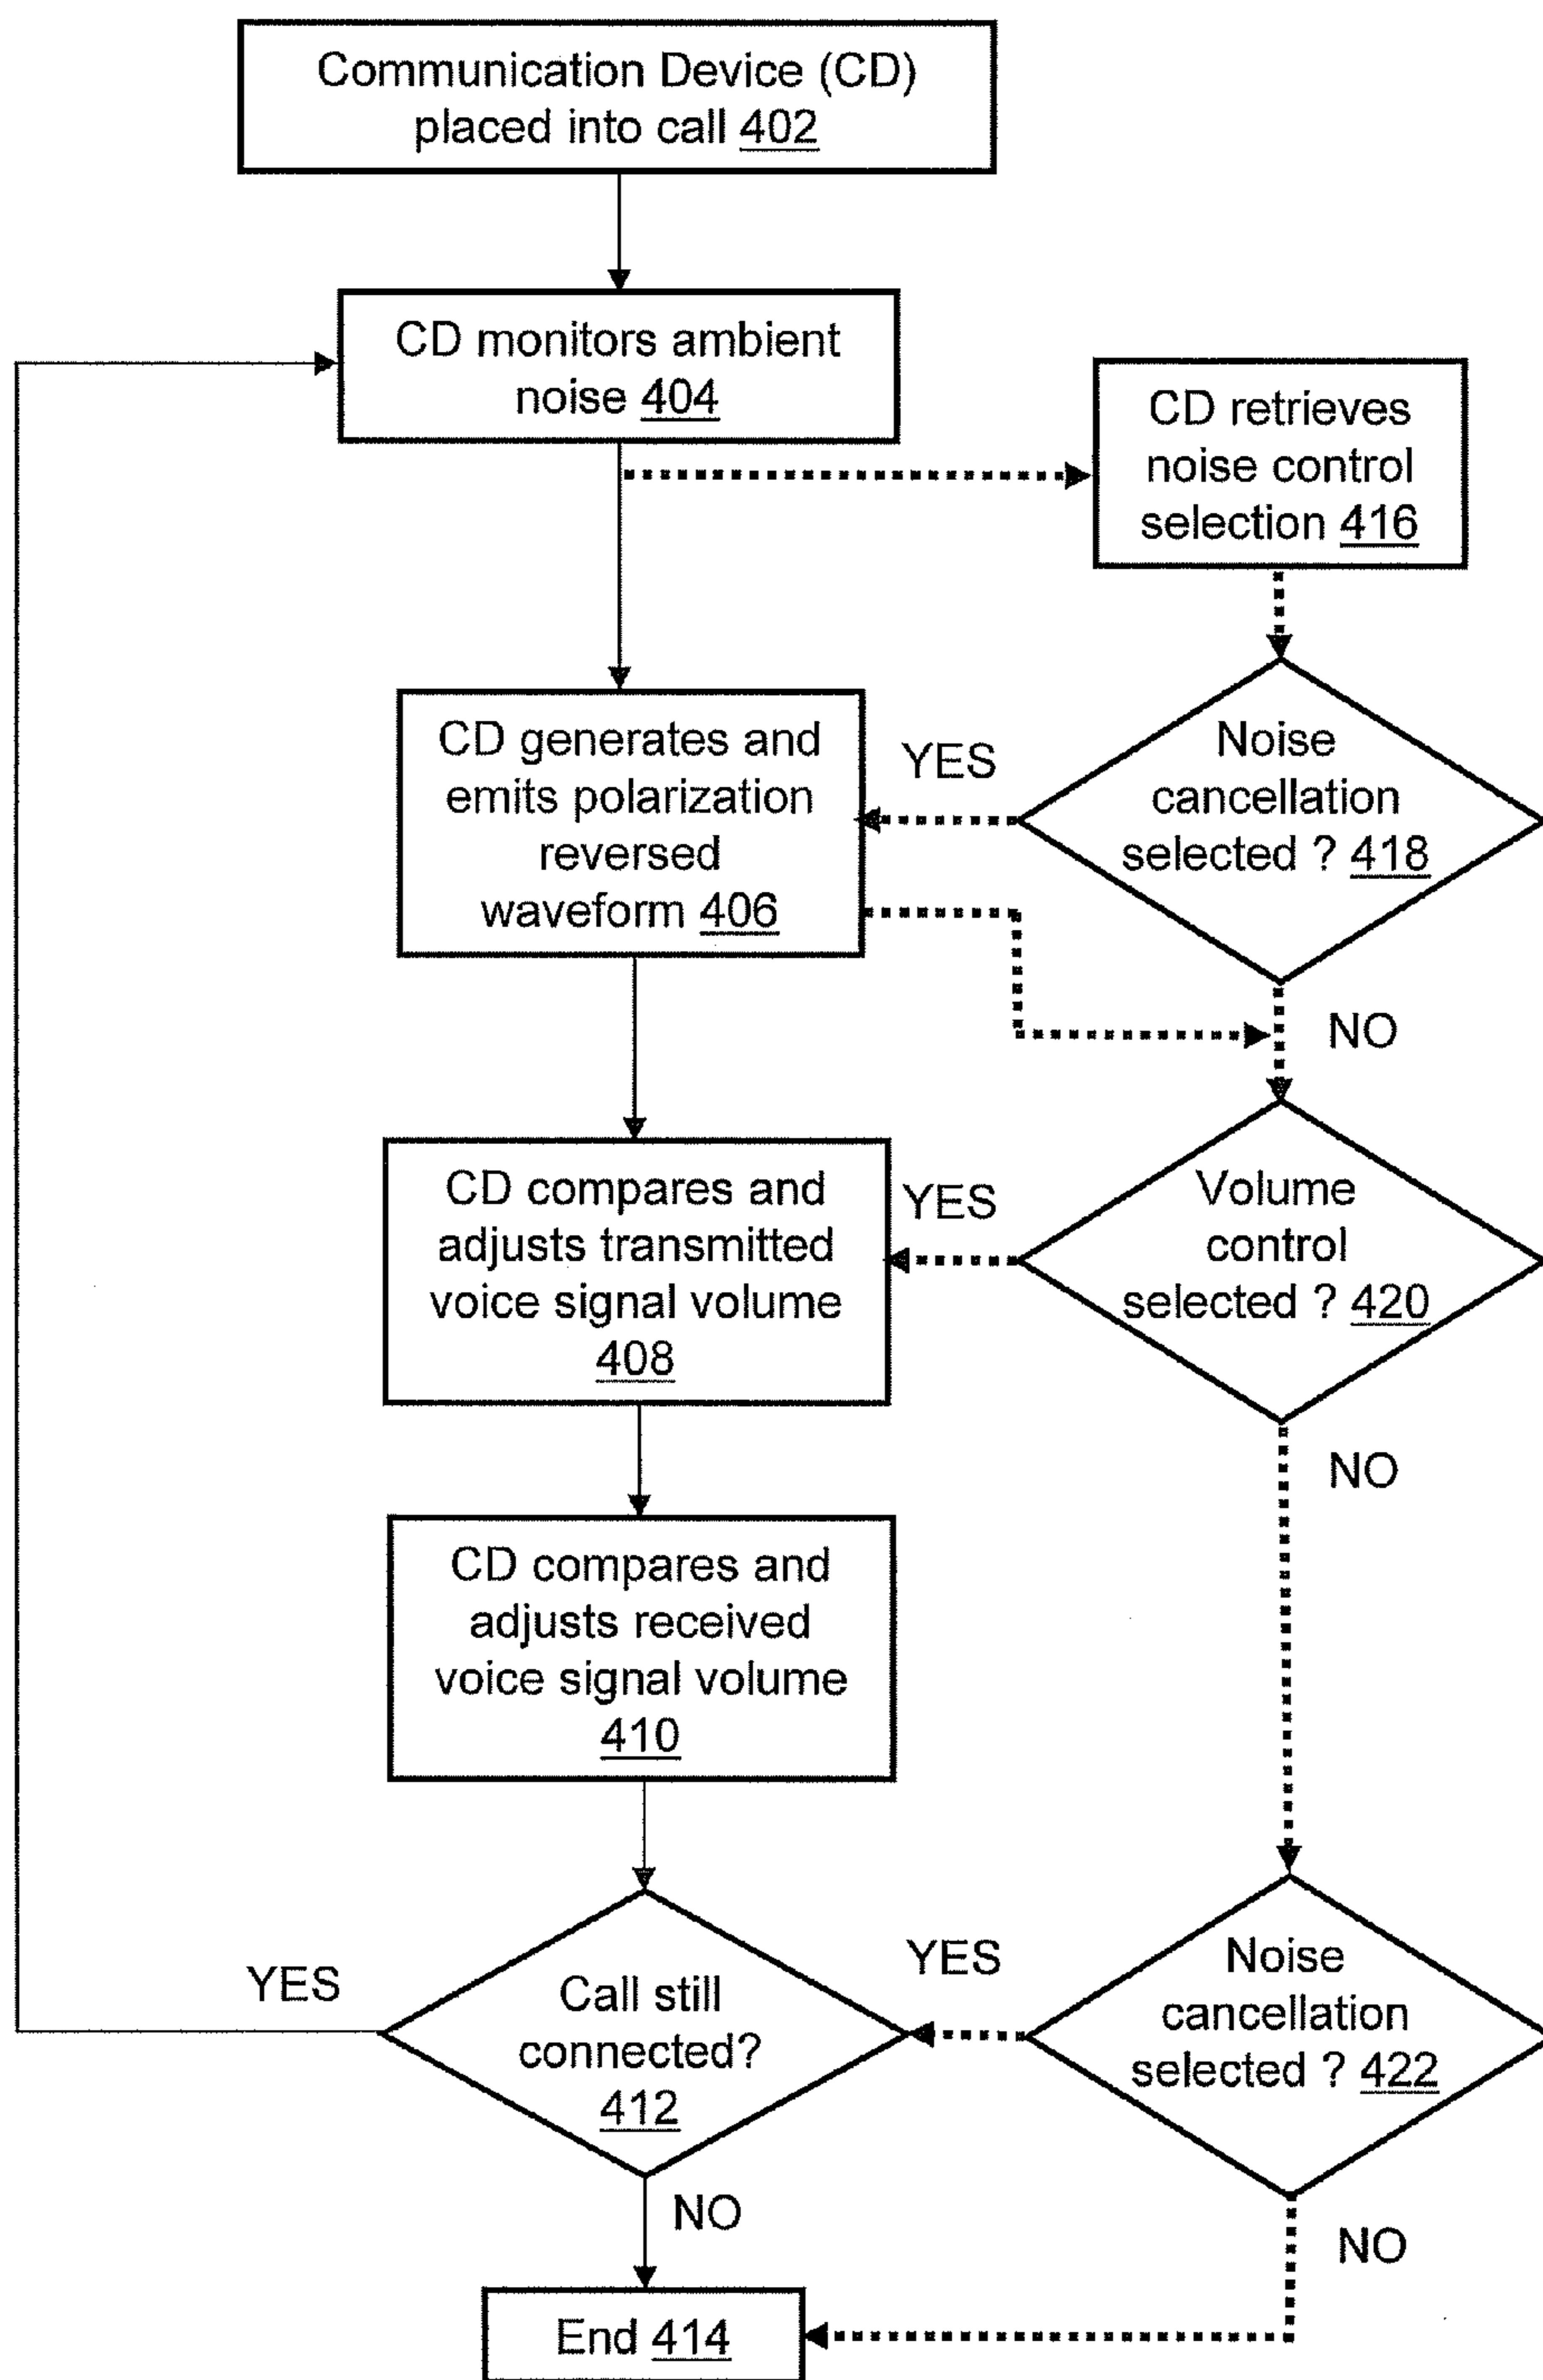 Communication Device (CD)
placed into call 402
CD monitors ambient
noise 404
CD retrieves
noise control
selection 416
CD generates and
emits polarization
reversed
waveform 406
YES
Noise
cancellation
selected ? 418
NO
CD compares and
adjusts transmitted
voice signal volume
408
YES
Volume
control
selected ? 420
NO
CD compares and
adjusts received
voice signal volume
410
YES
Call still
connected?
412
YES
Noise
cancellation
selected ? 422
NO
NO
End 414